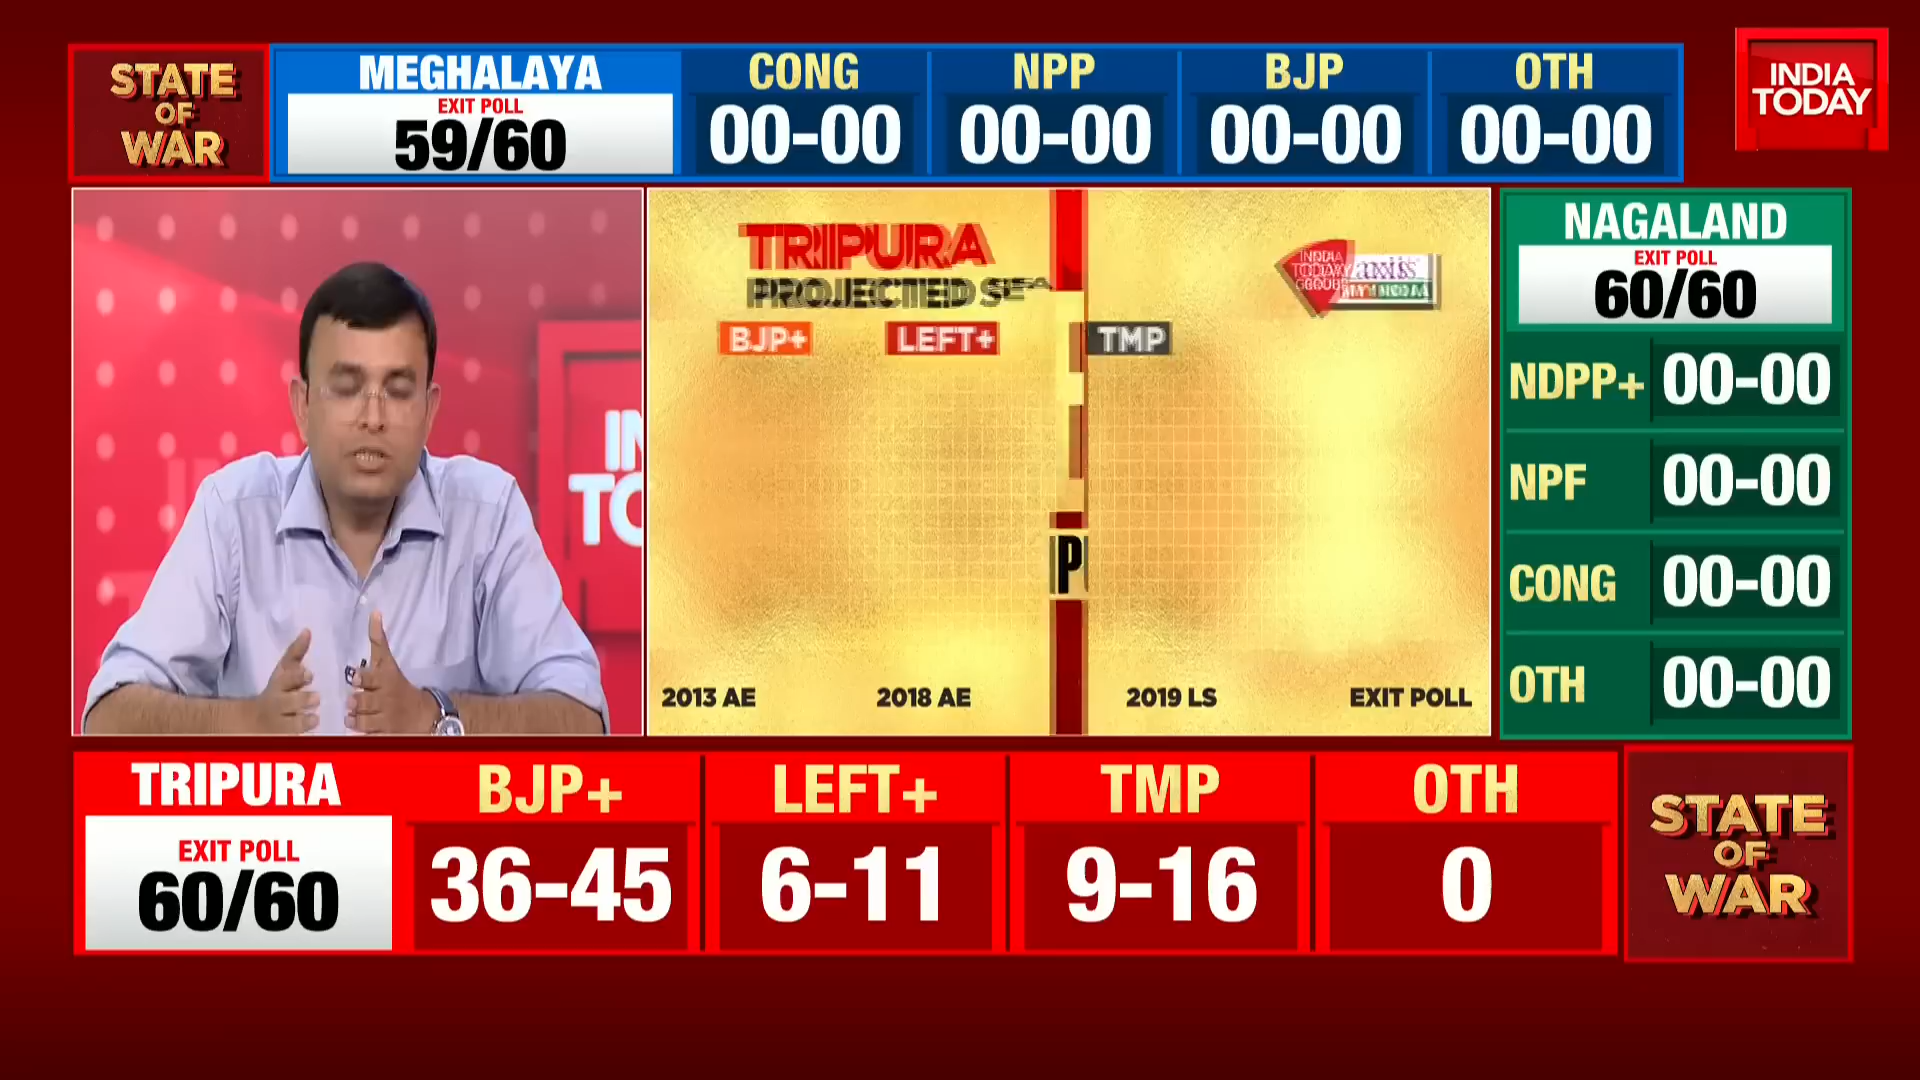 STATE
OF
WAR
MEGHALAYA
EXIT POLL
59/60
CONG
00-00
NPP
00-00
BJP
00-00
OTH
00-00
INDIA
TODAY
TRIPURA
PROJECTED
BJP+
LEFT+
TMP
2013 AE
2018 AE
2019 LS
EXIT POLL
NAGALAND
EXIT POLL
60/60
NDPP+ 00-00
NPF 00-00
CONG 00-00
OTH 00-00
TRIPURA
EXIT POLL
60/60
BJP+
36-45
LEFT+
6-11
TMP
9-16
OTH
0
STATE
OF
WAR